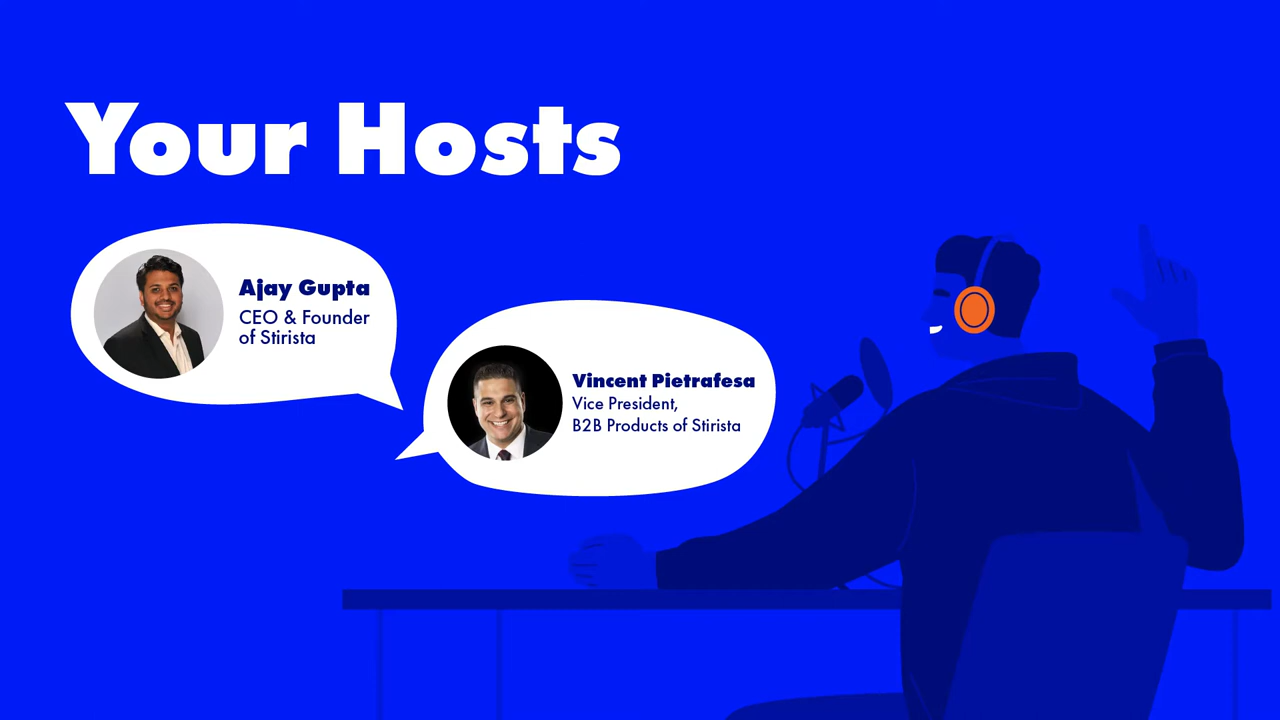 Your Hosts
Ajay Gupta
CEO & Founder
of Stirista
Vincent Pietrafesa
Vice President,
B2B Products of Stirista